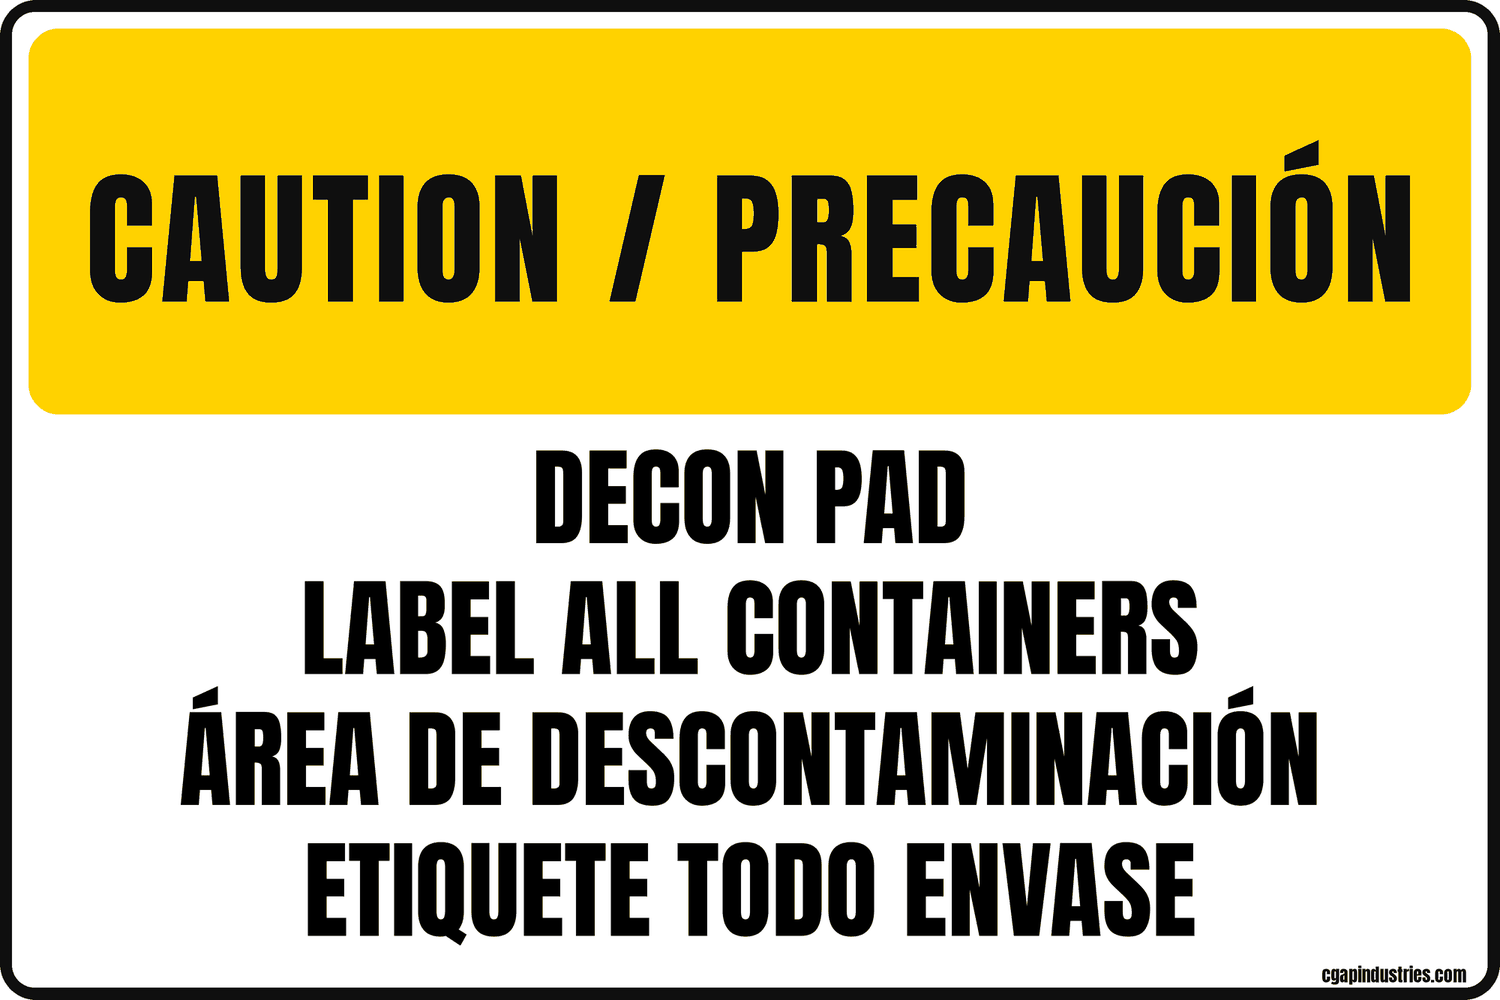 CAUTION / PRECAUCIÓN
DECON PAD
LABEL ALL CONTAINERS
ÁREA DE DESCONTAMINACIÓN
ETIQUETE TODO ENVASE
cgapindustries.com